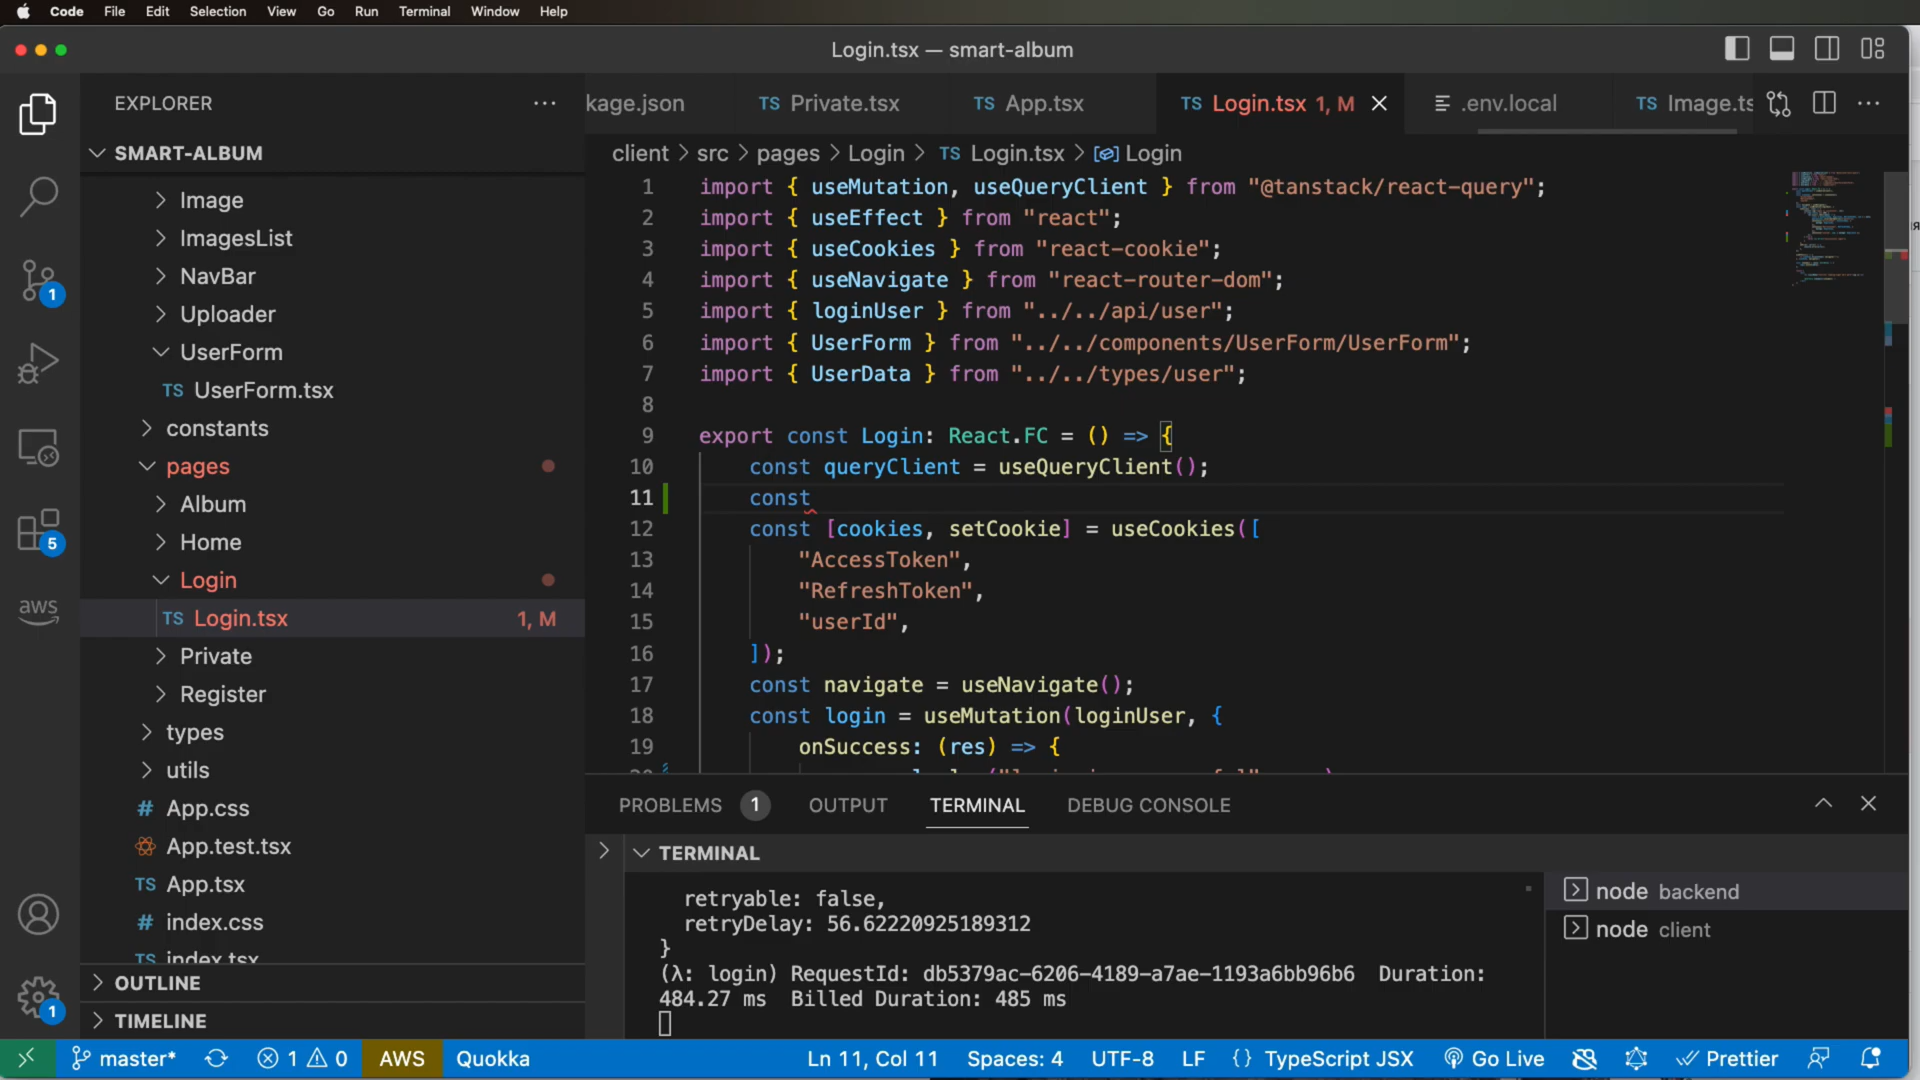 Code File Edit Selection View Go Run Terminal Window Help
Login.tsx — smart-album
EXPLORER
SMART-ALBUM
Image
ImagesList
NavBar
Uploader
UserForm
TS UserForm.tsx
constants
pages
Album
Home
Login
TS Login.tsx 1, M
Private
Register
types
utils
# App.css
App.test.tsx
TS App.tsx
# index.css
TS index.tsx
OUTLINE
TIMELINE
1
5
aws
1
kage.json TS Private.tsx TS App.tsx TS Login.tsx 1, M .env.local TS Image.ts
client > src > pages > Login > TS Login.tsx > Login
1 import { useMutation, useQueryClient } from "@tanstack/react-query";
2 import { useEffect } from "react";
3 import { useCookies } from "react-cookie";
4 import { useNavigate } from "react-router-dom";
5 import { loginUser } from "../../api/user";
6 import { UserForm } from "../../components/UserForm/UserForm";
7 import { UserData } from "../../types/user";
8
9 export const Login: React.FC = () => {
10 const queryClient = useQueryClient();
11 const
12 const [cookies, setCookie] = useCookies([
13 "AccessToken",
14 "RefreshToken",
15 "userId",
16 ]);
17 const navigate = useNavigate();
18 const login = useMutation(loginUser, {
19 onSuccess: (res) => {
PROBLEMS 1 OUTPUT TERMINAL DEBUG CONSOLE
TERMINAL
retryable: false,
retryDelay: 56.62220925189312
}
(λ: login) RequestId: db5379ac-6206-4189-a7ae-1193a6bb96b6 Duration:
484.27 ms Billed Duration: 485 ms
node backend
node client
master* 1 0 AWS Quokka Ln 11, Col 11 Spaces: 4 UTF-8 LF {} TypeScript JSX Go Live Prettier